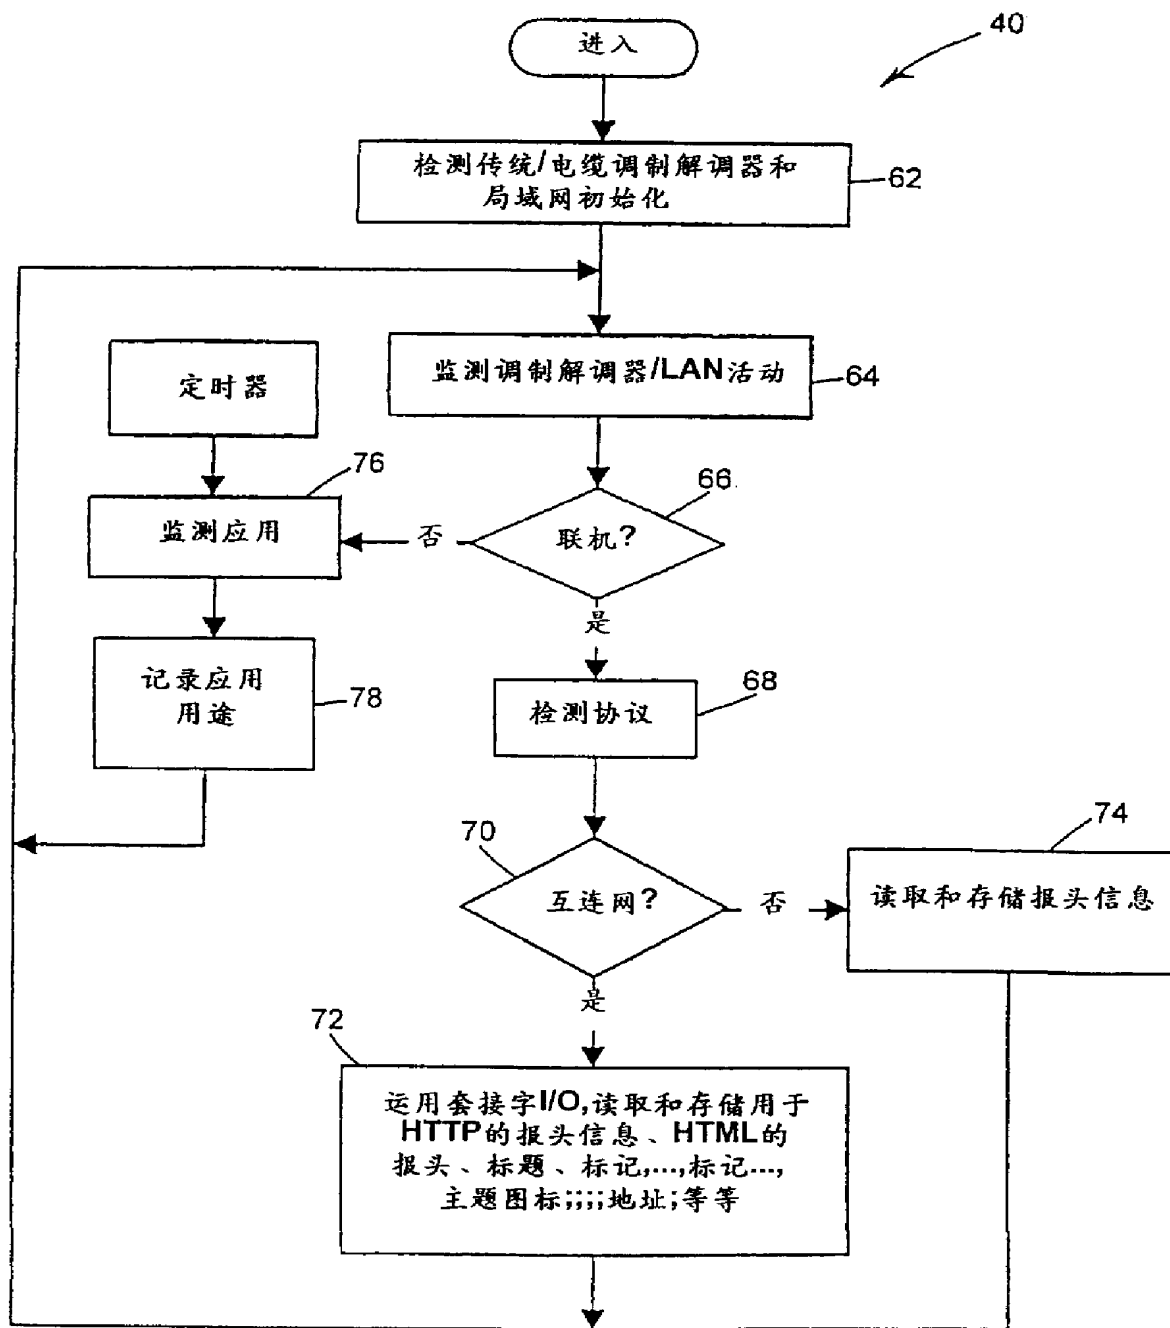 进入
40
检测传统/电缆调制解调器和
局域网初始化
62
监测调制解调器/LAN活动
64
定时器
76
监测应用
否
66
联机?
是
记录应用
用途
78
68
检测协议
70
互连网?
否
74
读取和存储报头信息
是
72
运用套接字I/O,读取和存储用于
HTTP的报头信息、HTML的
报头、标题、标记,...,标记...,
主题图标;;;;地址;等等